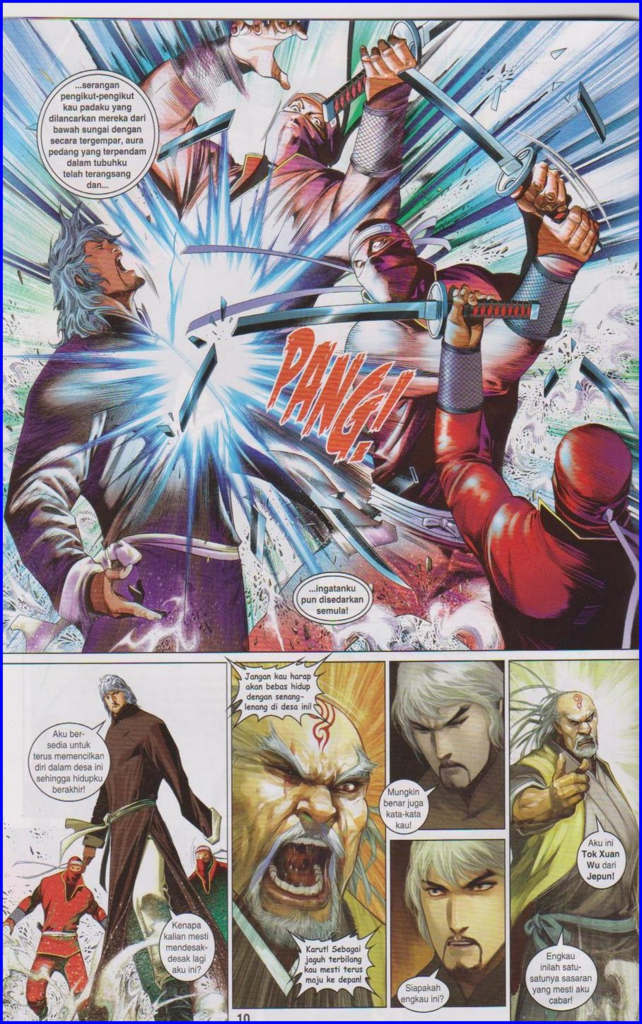 ...serangan
pengikut-pengikut
kau padaku yang
dilancarkan mereka dari
bawah sungai dengan
secara tergempar, aura
pedang yang terpendam
dalam tubuhku
telah terangsang
dan...
PANG!
...ingatanku
pun disedarkan
semula!
Aku ber-
sedia untuk
terus memencilkan
diri dalam desa ini
sehingga hidupku
berakhir!
Kenapa
kalian mesti
mendesak-
desak lagi
aku ini?
Jangan kau harap
akan bebas hidup
dengan senang-
lenang di desa ini!
Karut! Sebagai
jaguh terbilang
kau mesti terus
maju ke depan!
Mungkin
benar juga
kata-kata
kau!
Siapakah
engkau ini?
Aku ini
Tok Xuan
Wu dari
Jepun!
Engkau
inilah satu-
satunya sasaran
yang mesti aku
cabar!
10